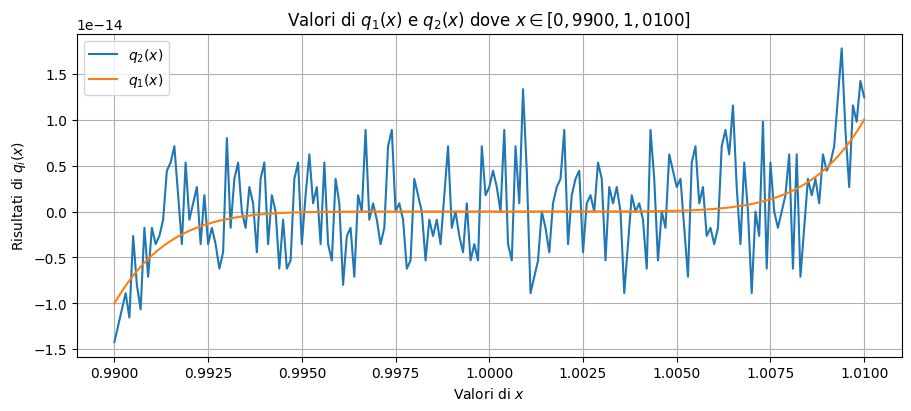 Valori di q₁(x) e q₂(x) dove x ∈ [0, 9900, 1, 0100]
1e−14
q₂(x)
q₁(x)
1.5
1.0
0.5
0.0
−0.5
−1.0
−1.5
Risultati di qᵢ(x)
0.9900 0.9925 0.9950 0.9975 1.0000 1.0025 1.0050 1.0075 1.0100
Valori di x